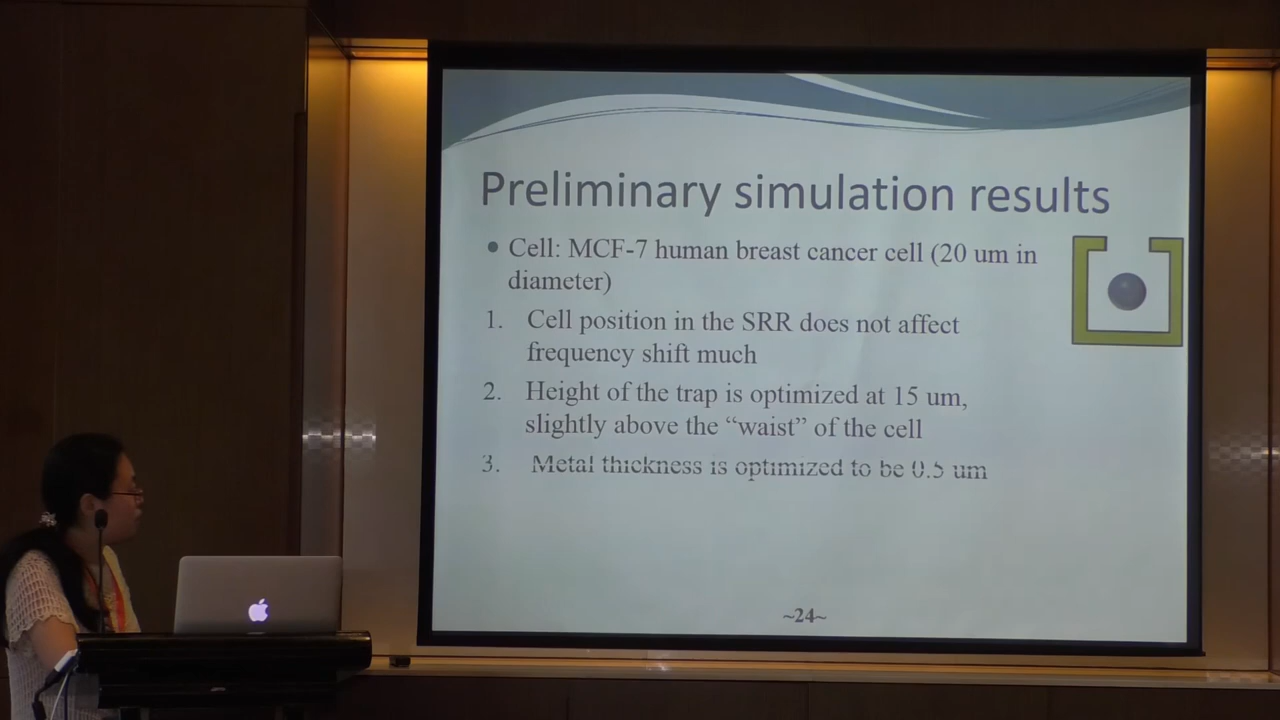 Preliminary simulation results
• Cell: MCF-7 human breast cancer cell (20 um in
diameter)
1. Cell position in the SRR does not affect
frequency shift much
2. Height of the trap is optimized at 15 um,
slightly above the “waist” of the cell
3. Metal thickness is optimized to be 0.5 um
~24~